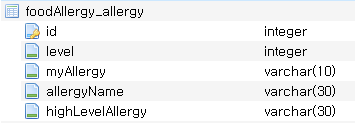 foodAllergy_allergy
id integer
level integer
myAllergy varchar(10)
allergyName varchar(30)
highLevelAllergy varchar(30)